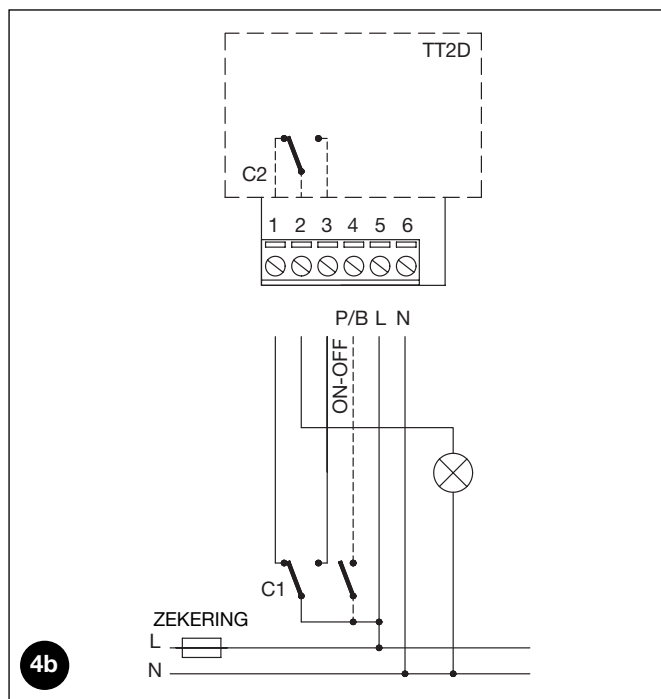 TT2D
C2
1 2 3 4 5 6
P/B L N
ON-OFF
C1
ZEKERING
L
N
4b